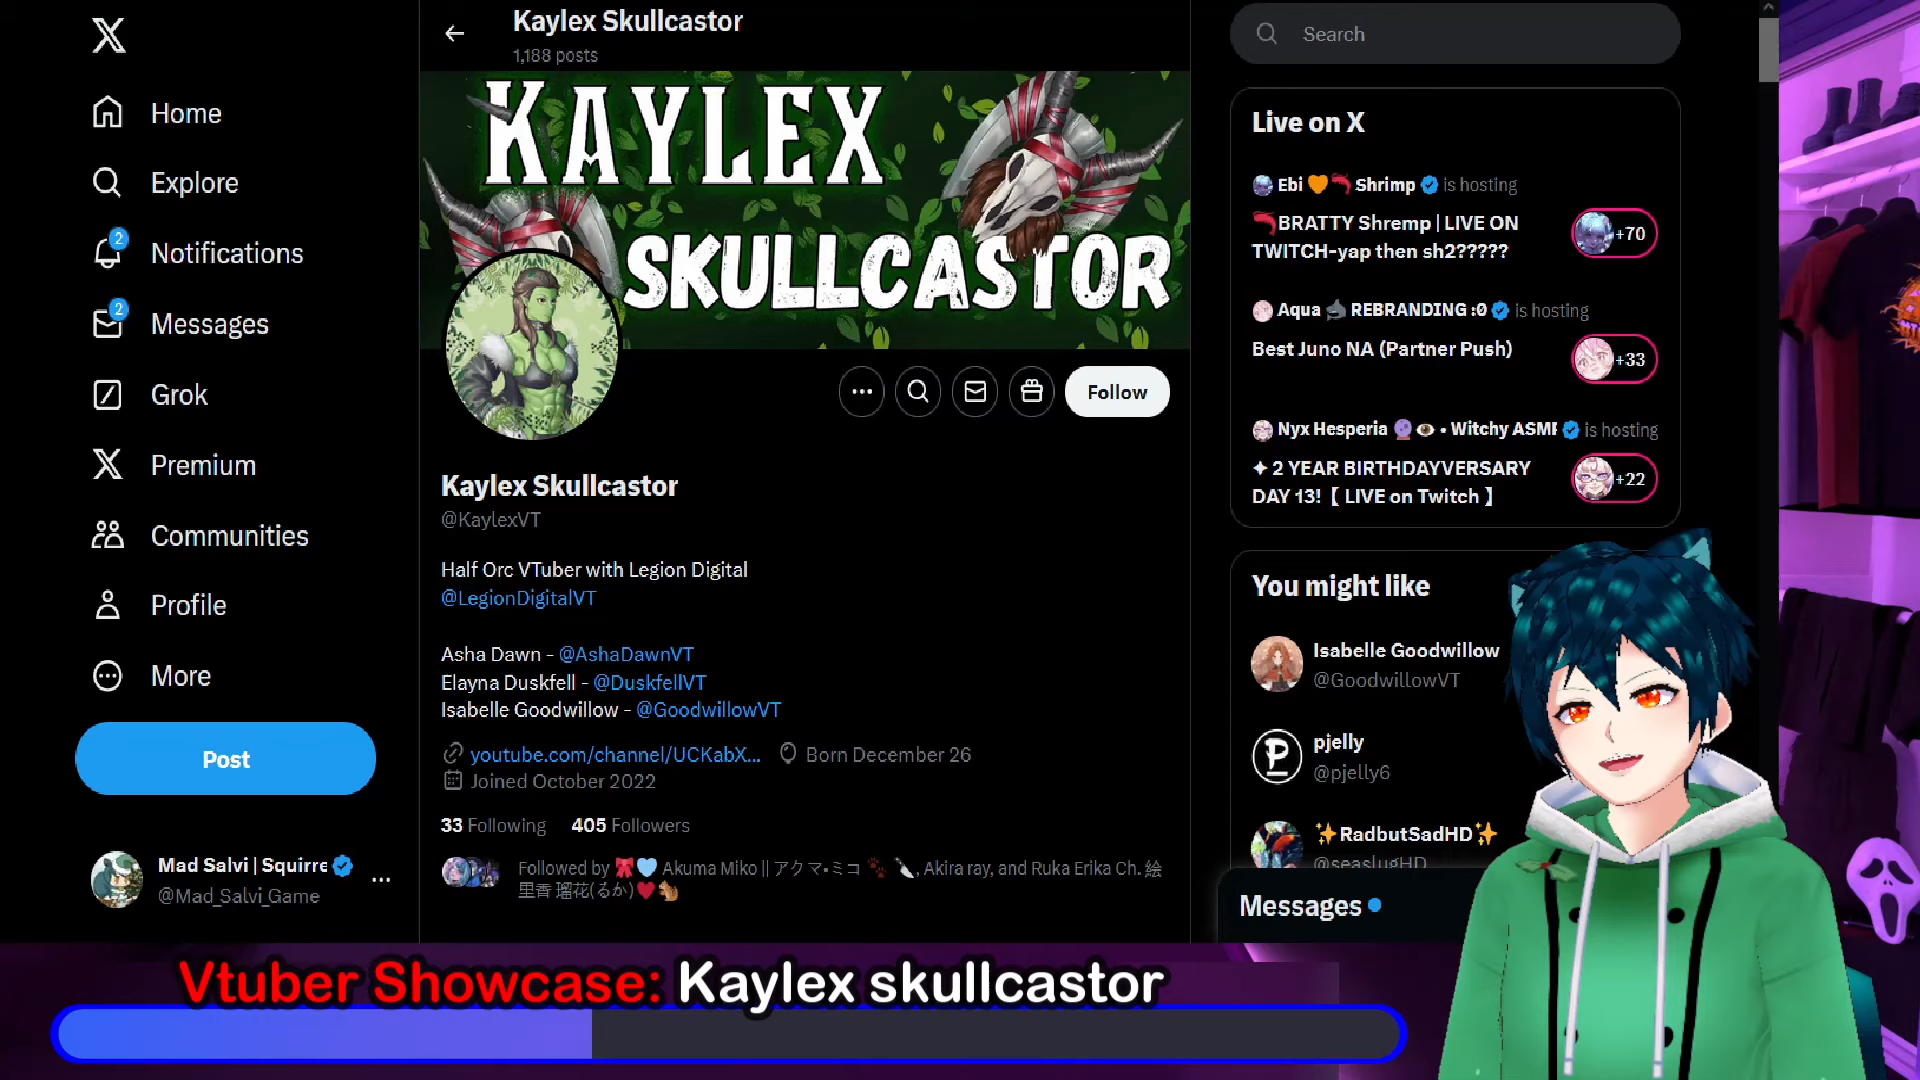 Home
Explore
2
Notifications
2
Messages
Grok
Premium
Communities
Profile
More
Post
Mad Salvi | Squirre
@Mad_Salvi_Game
Kaylex Skullcastor
1,188 posts
KAYLEX
SKULLCASTOR
Follow
Kaylex Skullcastor
@KaylexVT
Half Orc VTuber with Legion Digital
@LegionDigitalVT
Asha Dawn - @AshaDawnVT
Elayna Duskfell - @DuskfellVT
Isabelle Goodwillow - @GoodwillowVT
youtube.com/channel/UCKabX... Born December 26
Joined October 2022
33 Following 405 Followers
Followed by 🎀🩵 Akuma Miko || アクマ・ミコ 🐾🔪, Akira ray, and Ruka Erika Ch. 絵
里香 瑠花(るか)❤️🐿️
Search
Live on X
Ebi 🧡🦐 Shrimp is hosting
🦐BRATTY Shremp | LIVE ON
TWITCH-yap then sh2??????
+70
Aqua 🦈 REBRANDING :0 is hosting
Best Juno NA (Partner Push)
+33
Nyx Hesperia 🔮👁️ • Witchy ASMR is hosting
✦ 2 YEAR BIRTHDAYVERSARY
DAY 13!【 LIVE on Twitch 】
+22
You might like
Isabelle Goodwillow
@GoodwillowVT
pjelly
@pjelly6
✨RadbutSadHD✨
@seaslugHD
Messages
Vtuber Showcase: Kaylex skullcastor